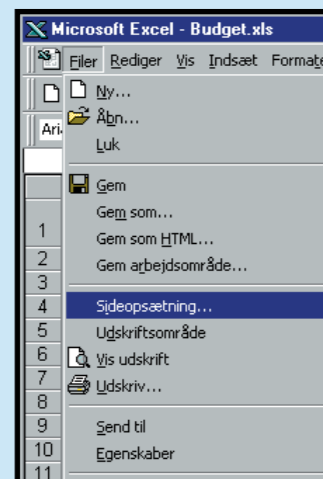 Microsoft Excel - Budget.xls
Filer Rediger Vis Indsæt Formate
Ny...
Åbn...
Ari
Luk
Gem
Gem som...
1
Gem som HTML...
2
Gem arbejdsområde...
3
4 Sideopsætning...
5 Udskriftsområde
6 Vis udskrift
7 Udskriv...
8
9 Send til
10 Egenskaber
11